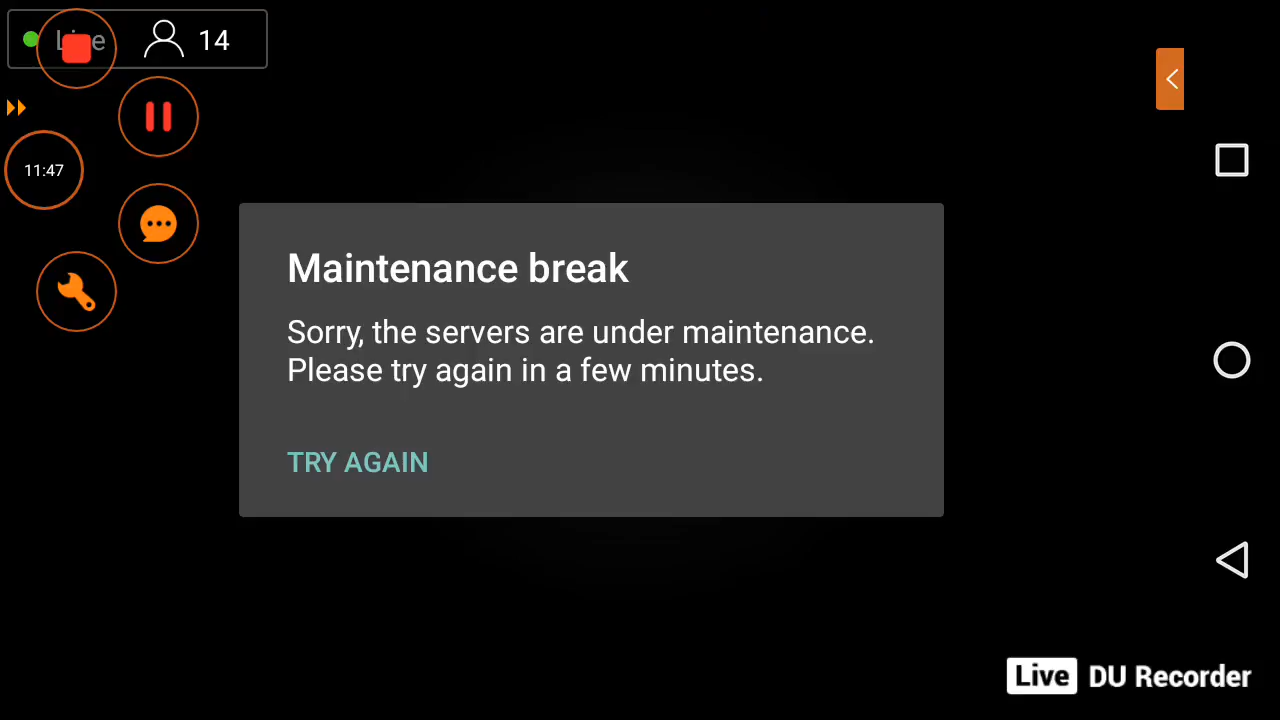 Live
14
11:47
Maintenance break
Sorry, the servers are under maintenance.
Please try again in a few minutes.
TRY AGAIN
Live DU Recorder